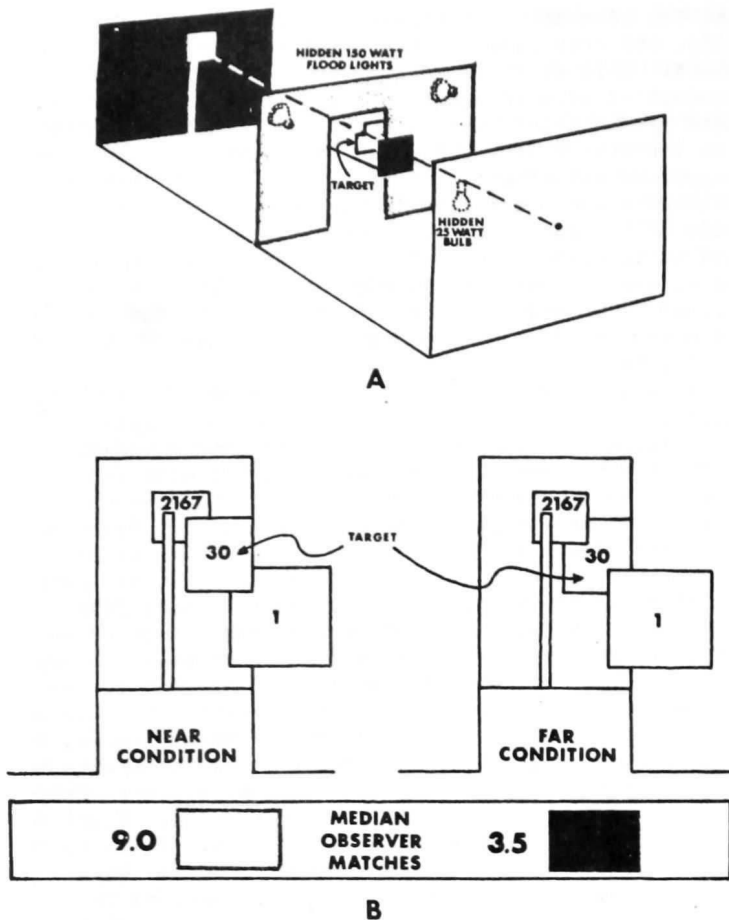 HIDDEN 150 WATT
FLOOD LIGHTS
TARGET
HIDDEN
25 WATT
BULB
A
2167
30
1
TARGET
2167
30
1
NEAR
CONDITION
FAR
CONDITION
9.0
MEDIAN
OBSERVER
MATCHES
3.5
B